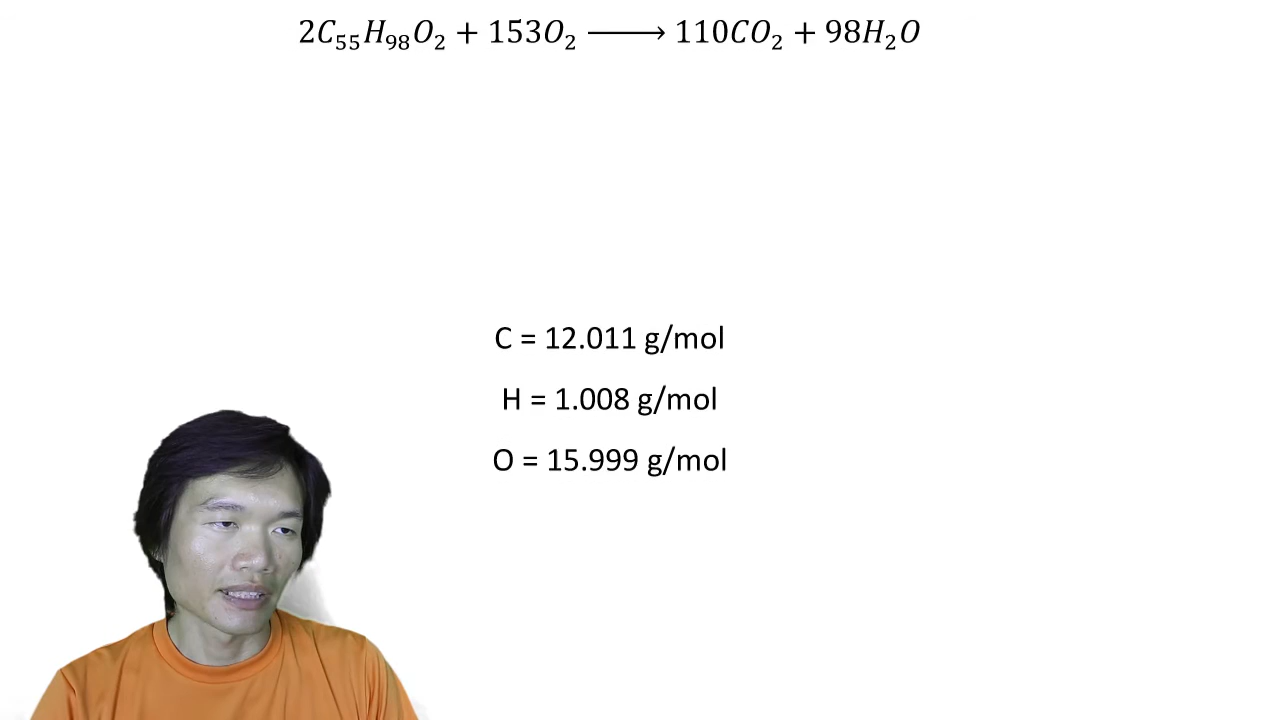 2C₅₅H₉₈O₂ + 153O₂ ⟶ 110CO₂ + 98H₂O
C = 12.011 g/mol
H = 1.008 g/mol
O = 15.999 g/mol